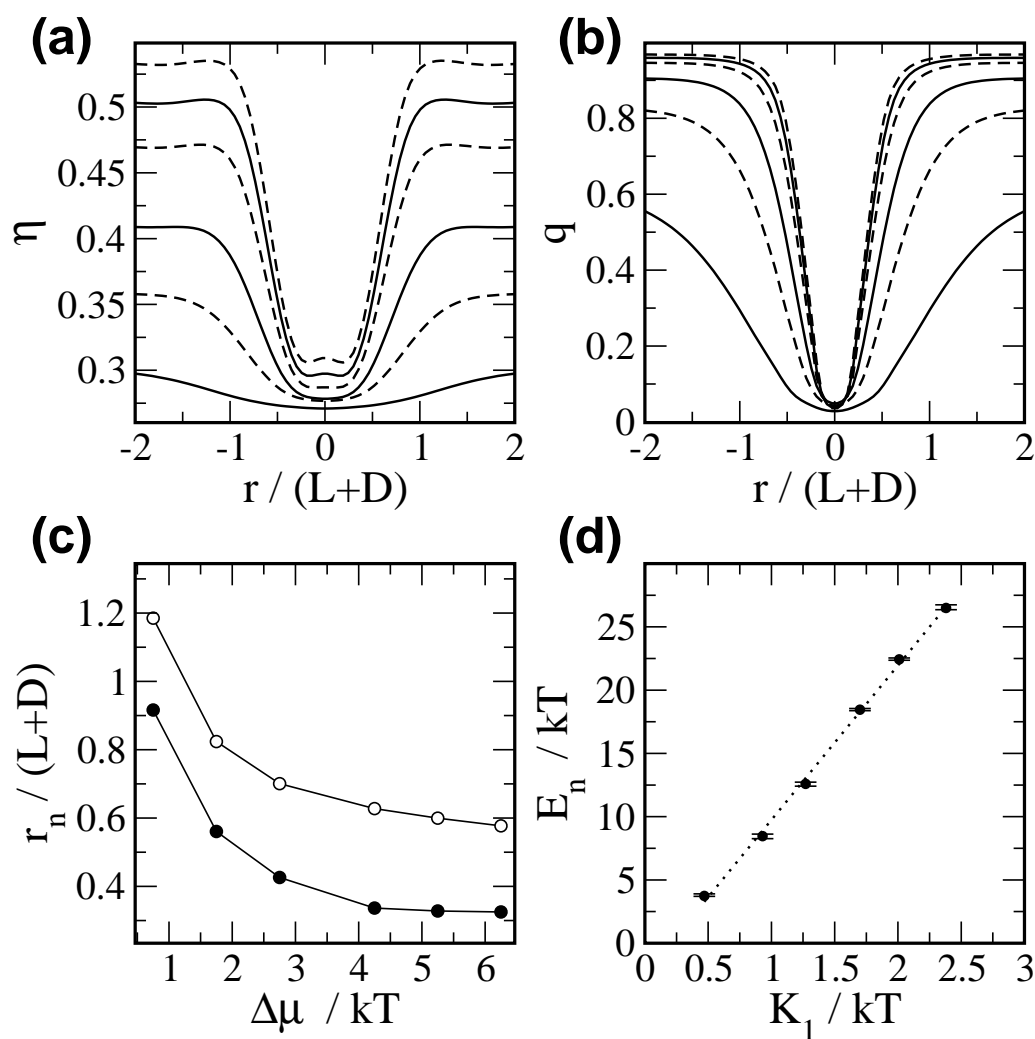 (a)
0.5
0.45
0.4
0.35
0.3
η
-2 -1 0 1 2
r / (L+D)
(b)
0.8
0.6
0.4
0.2
0
q
-2 -1 0 1 2
r / (L+D)
(c)
1.2
1
0.8
0.6
0.4
r_n / (L+D)
1 2 3 4 5 6
Δμ / kT
(d)
25
20
15
10
5
0
E_n / kT
0 0.5 1 1.5 2 2.5 3
K_1 / kT